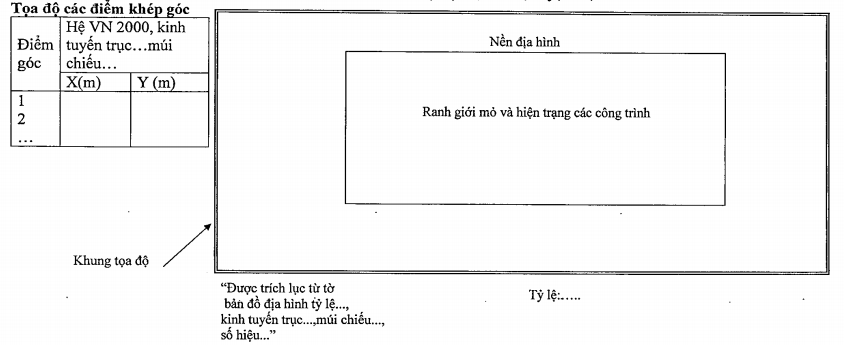 Tọa độ các điểm khép góc
Điểm góc
Hệ VN 2000, kinh
tuyến trục...múi
chiếu...
X(m)
Y (m)
1
2
...
Nền địa hình
Ranh giới mỏ và hiện trạng các công trình
Khung tọa độ
“Được trích lục từ tờ
bản đồ địa hình tỷ lệ...,
kinh tuyến trục...,múi chiếu...,
số hiệu...”
Tỷ lệ:.....